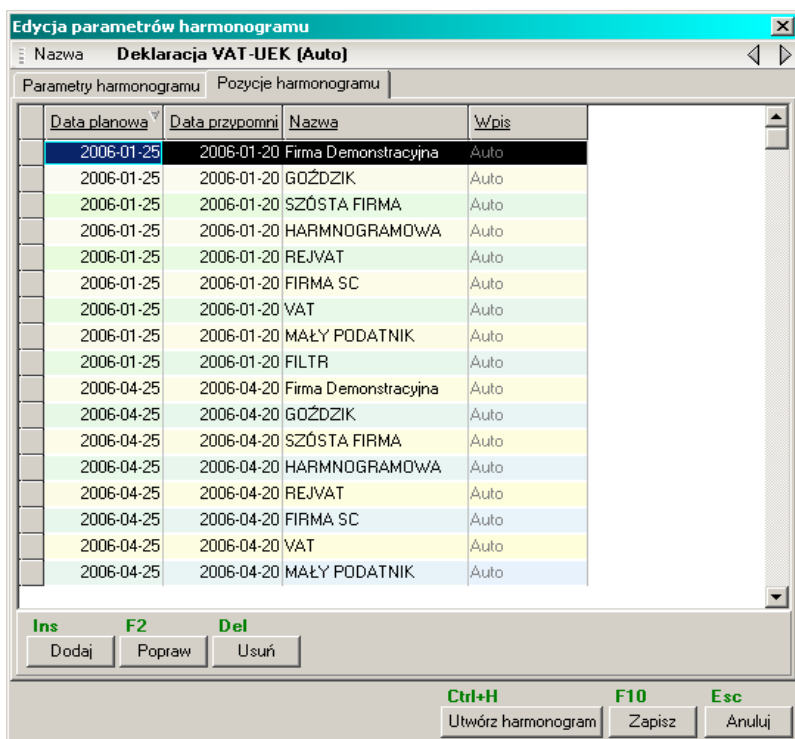 Edycja parametrów harmonogramu
Nazwa Deklaracja VAT-UEK (Auto)
Parametry harmonogramu Pozycje harmonogramu
Data planowa Data przypomni Nazwa Wpis
2006-01-25 2006-01-20 Firma Demonstracyjna Auto
2006-01-25 2006-01-20 GOŹDZIK Auto
2006-01-25 2006-01-20 SZÓSTA FIRMA Auto
2006-01-25 2006-01-20 HARMNOGRAMOWA Auto
2006-01-25 2006-01-20 REJVAT Auto
2006-01-25 2006-01-20 FIRMA SC Auto
2006-01-25 2006-01-20 VAT Auto
2006-01-25 2006-01-20 MAŁY PODATNIK Auto
2006-01-25 2006-01-20 FILTR Auto
2006-04-25 2006-04-20 Firma Demonstracyjna Auto
2006-04-25 2006-04-20 GOŹDZIK Auto
2006-04-25 2006-04-20 SZÓSTA FIRMA Auto
2006-04-25 2006-04-20 HARMNOGRAMOWA Auto
2006-04-25 2006-04-20 REJVAT Auto
2006-04-25 2006-04-20 FIRMA SC Auto
2006-04-25 2006-04-20 VAT Auto
2006-04-25 2006-04-20 MAŁY PODATNIK Auto
Ins F2 Del
Dodaj Popraw Usuń
Ctrl+H F10 Esc
Utwórz harmonogram Zapisz Anuluj